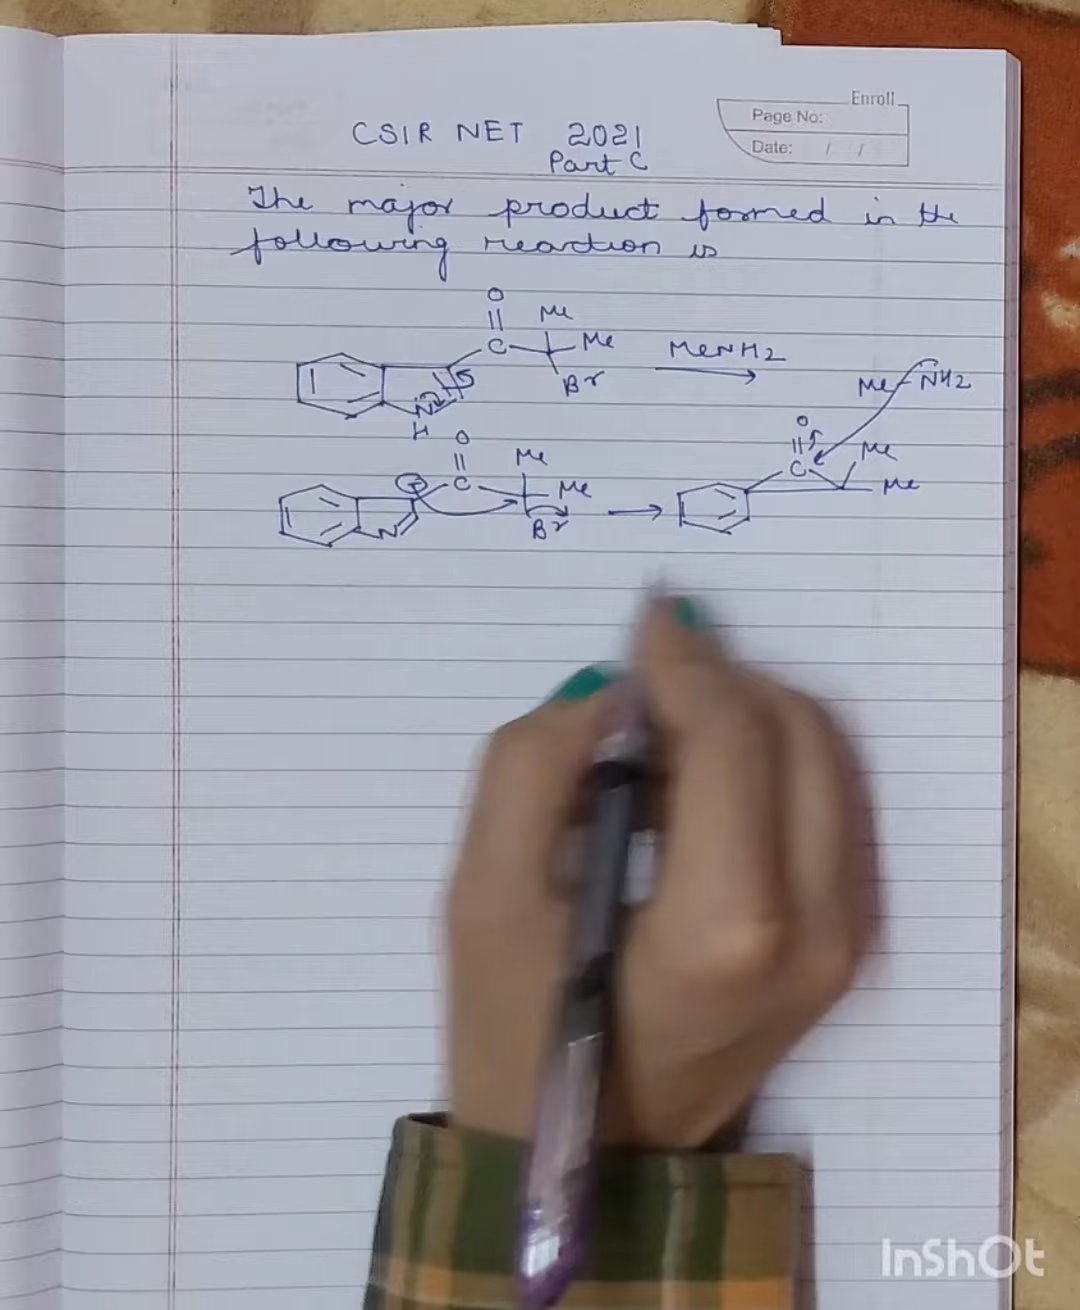 Enroll
Page No:
Date: / /
CSIR NET 2021
Part C
The major product formed in the
following reaction is
O
Me
C
Me
MeNH2
Br
N
H
Me-NH2
O
C
Me
Me
Br
N
O
C
Me
Me
InShOt